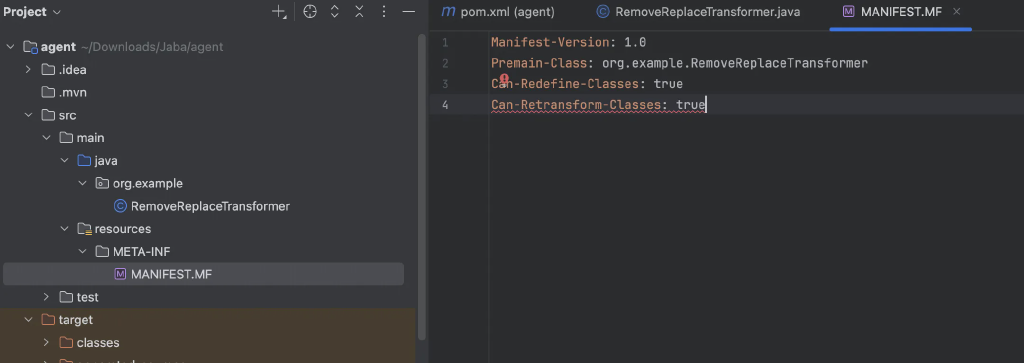 Project
agent ~/Downloads/Jaba/agent
.idea
.mvn
src
main
java
org.example
RemoveReplaceTransformer
resources
META-INF
MANIFEST.MF
test
target
classes
pom.xml (agent)
RemoveReplaceTransformer.java
MANIFEST.MF
1 Manifest-Version: 1.0
2 Premain-Class: org.example.RemoveReplaceTransformer
3 Can-Redefine-Classes: true
4 Can-Retransform-Classes: true